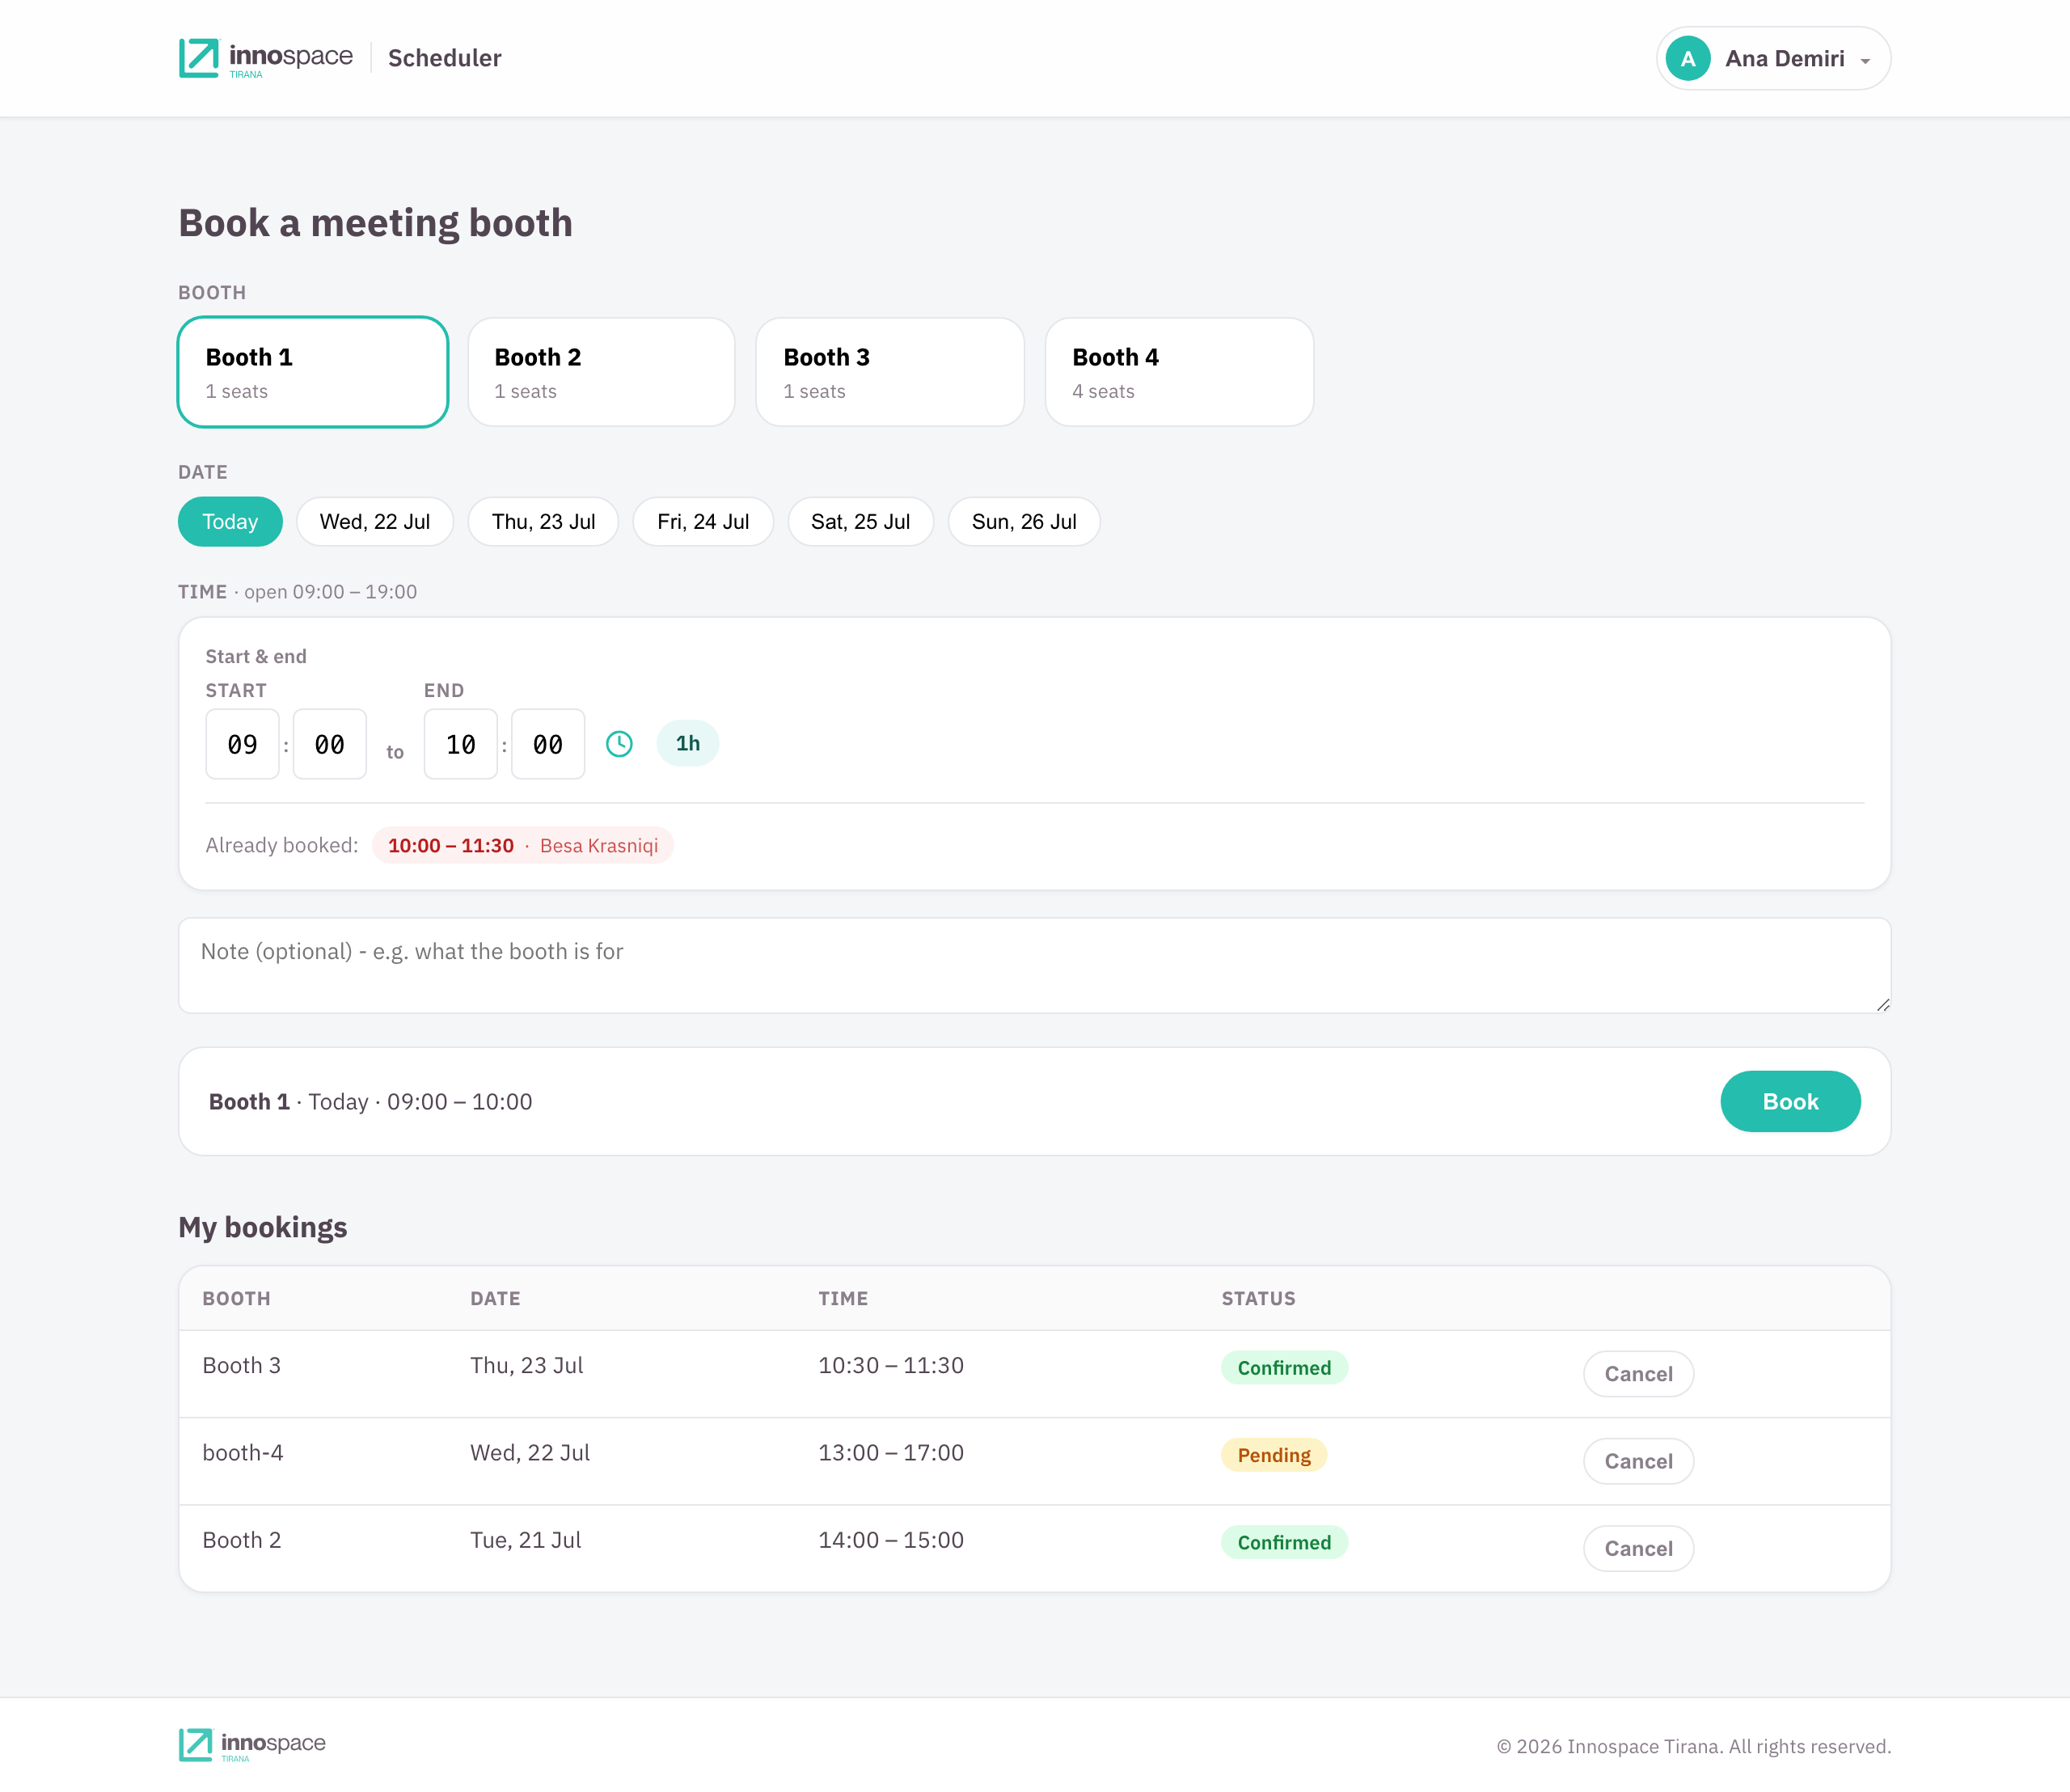 innospace
TIRANA
Scheduler
A
Ana Demiri
Book a meeting booth
BOOTH
Booth 1
1 seats
Booth 2
1 seats
Booth 3
1 seats
Booth 4
4 seats
DATE
Today
Wed, 22 Jul
Thu, 23 Jul
Fri, 24 Jul
Sat, 25 Jul
Sun, 26 Jul
TIME · open 09:00 – 19:00
Start & end
START
END
09 : 00 to 10 : 00 1h
Already booked: 10:00 – 11:30 · Besa Krasniqi
Note (optional) - e.g. what the booth is for
Booth 1 · Today · 09:00 – 10:00
Book
My bookings
BOOTH DATE TIME STATUS
Booth 3 Thu, 23 Jul 10:30 – 11:30 Confirmed Cancel
booth-4 Wed, 22 Jul 13:00 – 17:00 Pending Cancel
Booth 2 Tue, 21 Jul 14:00 – 15:00 Confirmed Cancel
innospace
TIRANA
© 2026 Innospace Tirana. All rights reserved.